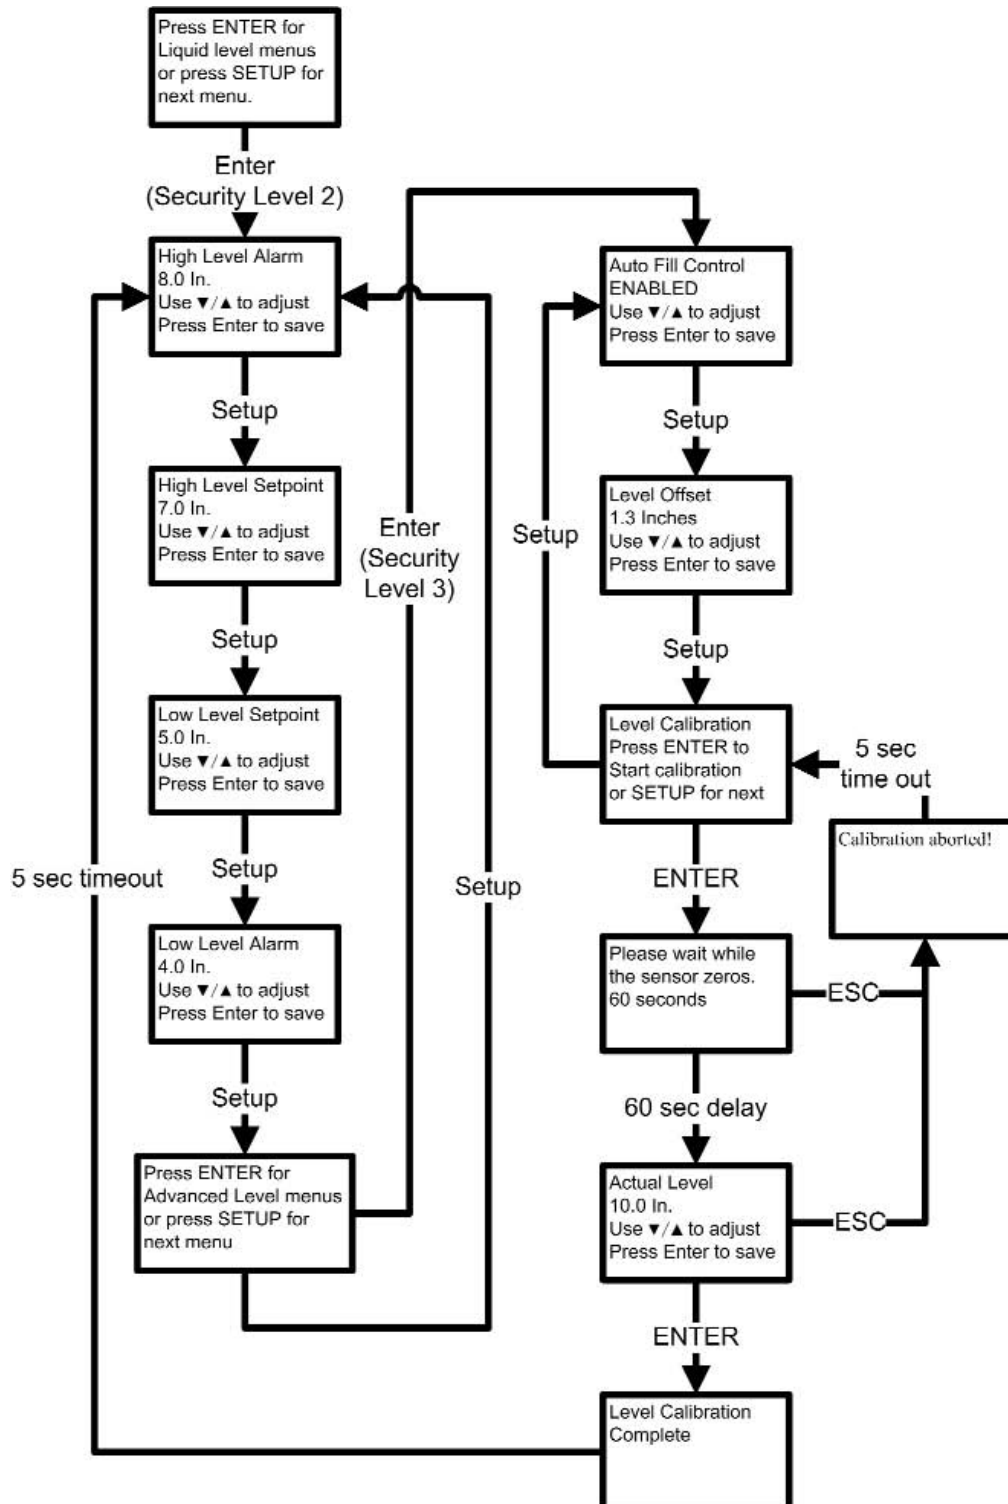 Press ENTER for
Liquid level menus
or press SETUP for
next menu.
Enter
(Security Level 2)
High Level Alarm
8.0 In.
Use ▼/▲ to adjust
Press Enter to save
Setup
High Level Setpoint
7.0 In.
Use ▼/▲ to adjust
Press Enter to save
Setup
Low Level Setpoint
5.0 In.
Use ▼/▲ to adjust
Press Enter to save
Setup
Low Level Alarm
4.0 In.
Use ▼/▲ to adjust
Press Enter to save
Setup
Press ENTER for
Advanced Level menus
or press SETUP for
next menu
5 sec timeout
Enter
(Security
Level 3)
Setup
Auto Fill Control
ENABLED
Use ▼/▲ to adjust
Press Enter to save
Setup
Level Offset
1.3 Inches
Use ▼/▲ to adjust
Press Enter to save
Setup
Setup
Level Calibration
Press ENTER to
Start calibration
or SETUP for next
5 sec
time out
Calibration aborted!
ENTER
Please wait while
the sensor zeros.
60 seconds
ESC
60 sec delay
Actual Level
10.0 In.
Use ▼/▲ to adjust
Press Enter to save
ESC
ENTER
Level Calibration
Complete